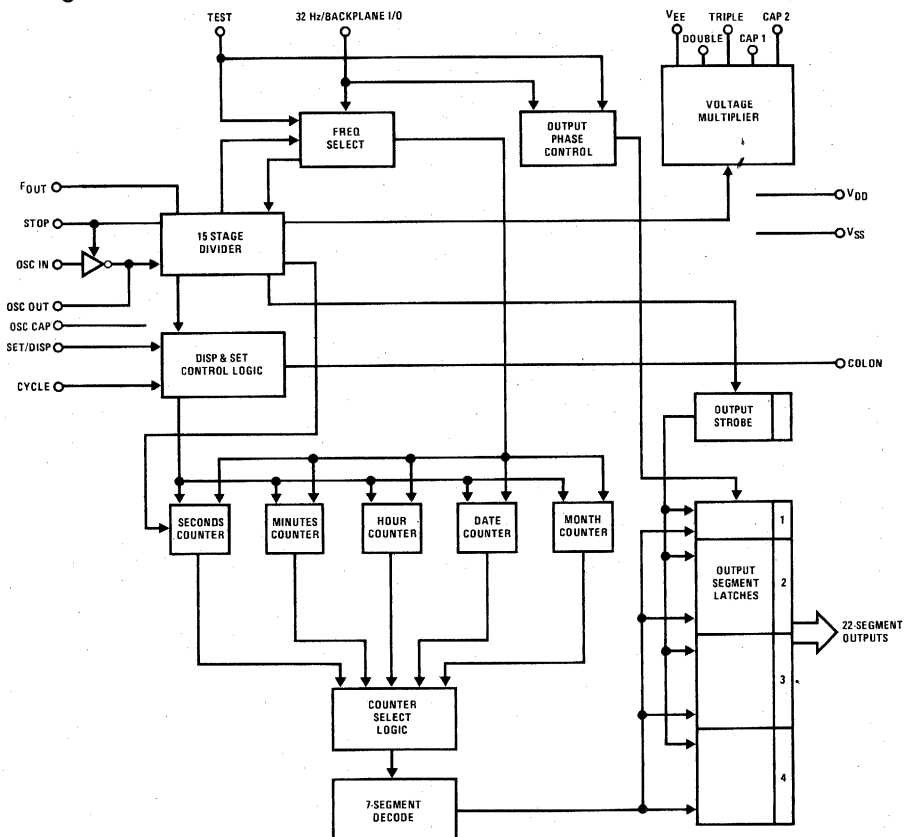 TEST
32 Hz/BACKPLANE I/O
VEE
TRIPLE
CAP 2
DOUBLE
CAP 1
VOLTAGE
MULTIPLIER
FREQ
SELECT
OUTPUT
PHASE
CONTROL
FOUT
VDD
STOP
VSS
15 STAGE
DIVIDER
OSC IN
OSC OUT
OSC CAP
SET/DISP
DISP & SET
CONTROL LOGIC
COLON
CYCLE
OUTPUT
STROBE
SECONDS
COUNTER
MINUTES
COUNTER
HOUR
COUNTER
DATE
COUNTER
MONTH
COUNTER
1
OUTPUT
SEGMENT
LATCHES
2
22-SEGMENT
OUTPUTS
3
COUNTER
SELECT
LOGIC
4
7-SEGMENT
DECODE